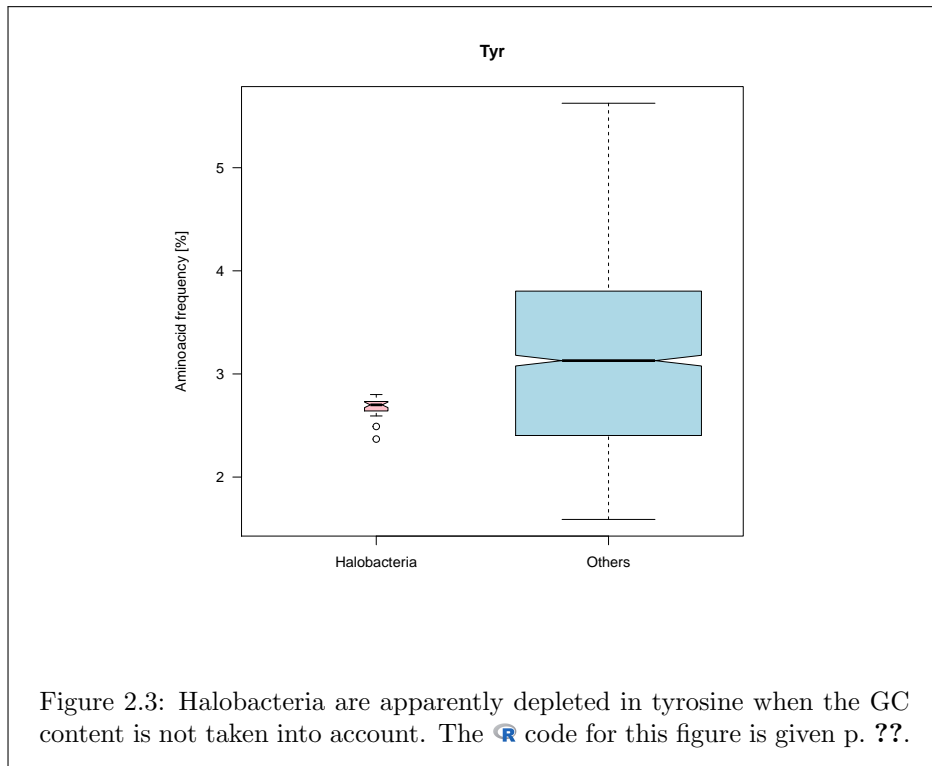 Tyr
Aminoacid frequency [%]
5
4
3
2
Halobacteria
Others
Figure 2.3: Halobacteria are apparently depleted in tyrosine when the GC
content is not taken into account. The R code for this figure is given p. ??.